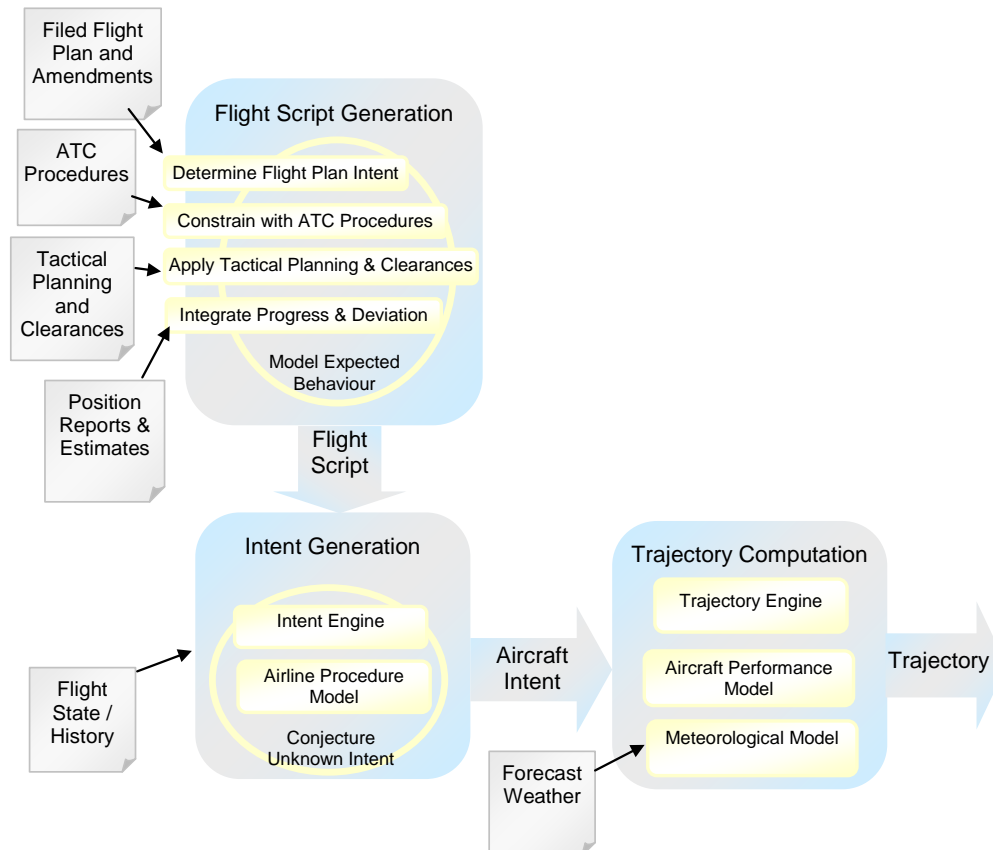 Filed Flight
Plan and
Amendments
Flight Script Generation
ATC
Procedures
Determine Flight Plan Intent
Constrain with ATC Procedures
Tactical
Planning
and
Clearances
Apply Tactical Planning & Clearances
Integrate Progress & Deviation
Model Expected
Behaviour
Position
Reports &
Estimates
Flight
Script
Intent Generation
Intent Engine
Airline Procedure
Model
Conjecture
Unknown Intent
Flight
State /
History
Aircraft
Intent
Trajectory Computation
Trajectory Engine
Aircraft Performance
Model
Meteorological Model
Forecast
Weather
Trajectory